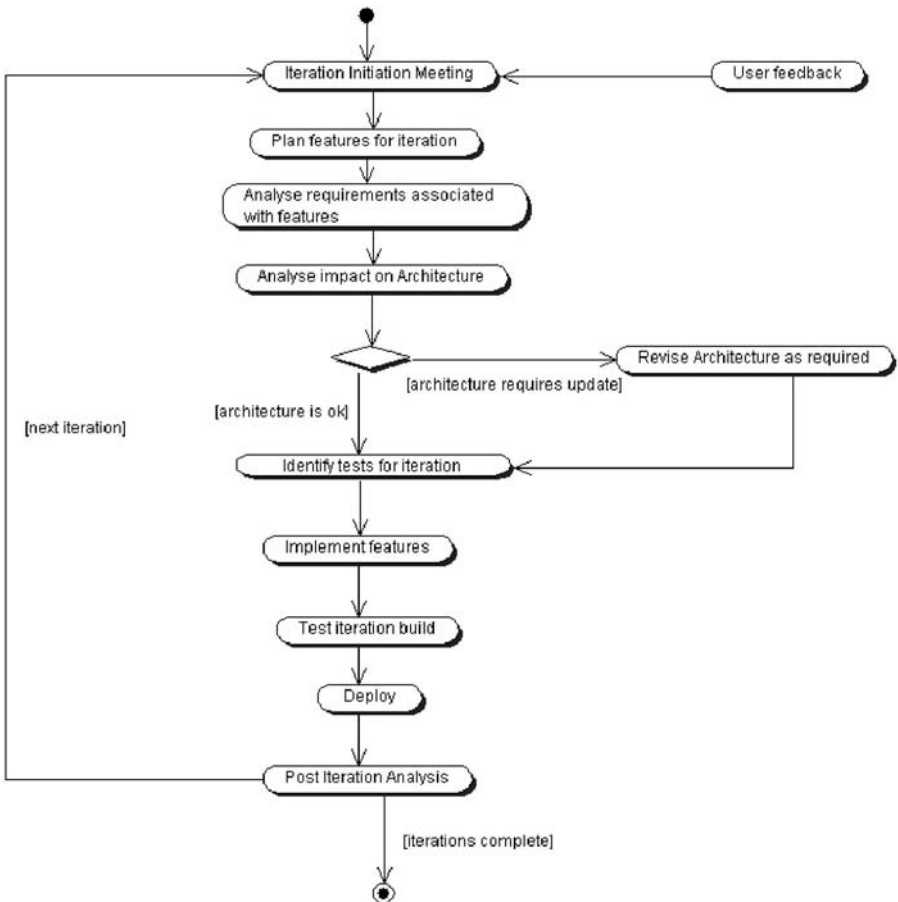 Iteration Initiation Meeting
User feedback
Plan features for iteration
Analyse requirements associated
with features
Analyse impact on Architecture
Revise Architecture as required
[architecture requires update]
[architecture is ok]
[next iteration]
Identify tests for iteration
Implement features
Test iteration build
Deploy
Post Iteration Analysis
[iterations complete]